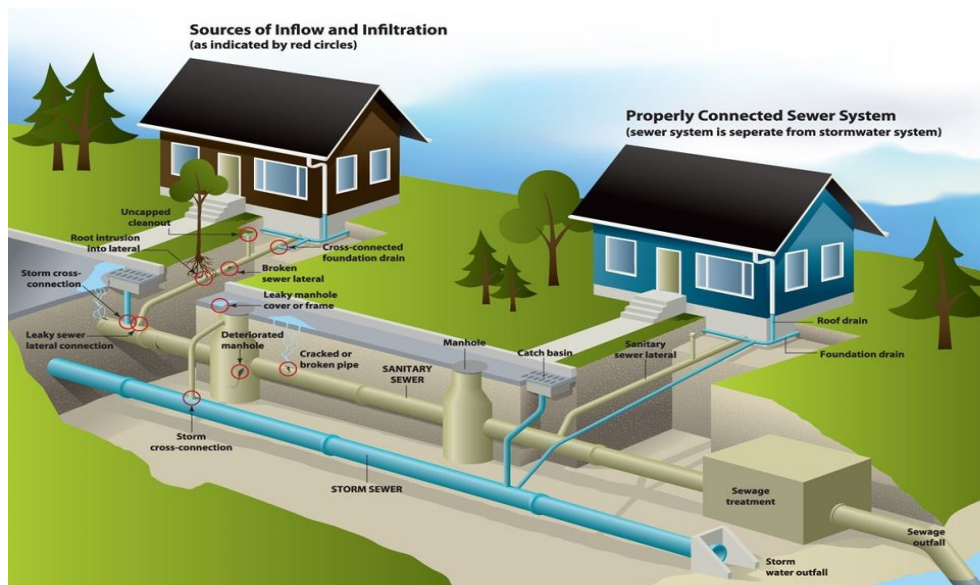 Sources of Inflow and Infiltration
(as indicated by red circles)
Properly Connected Sewer System
(sewer system is seperate from stormwater system)
Uncapped
cleanout
Root intrusion
into lateral
Cross-connected
foundation drain
Storm cross-
connection
Broken
sewer lateral
Leaky manhole
cover or frame
Leaky sewer
lateral connection
Deteriorated
manhole
Cracked or
broken pipe
SANITARY
SEWER
Manhole
Catch basin
Sanitary
sewer lateral
Roof drain
Foundation drain
Storm
cross-connection
STORM SEWER
Sewage
treatment
Sewage
outfall
Storm
water outfall